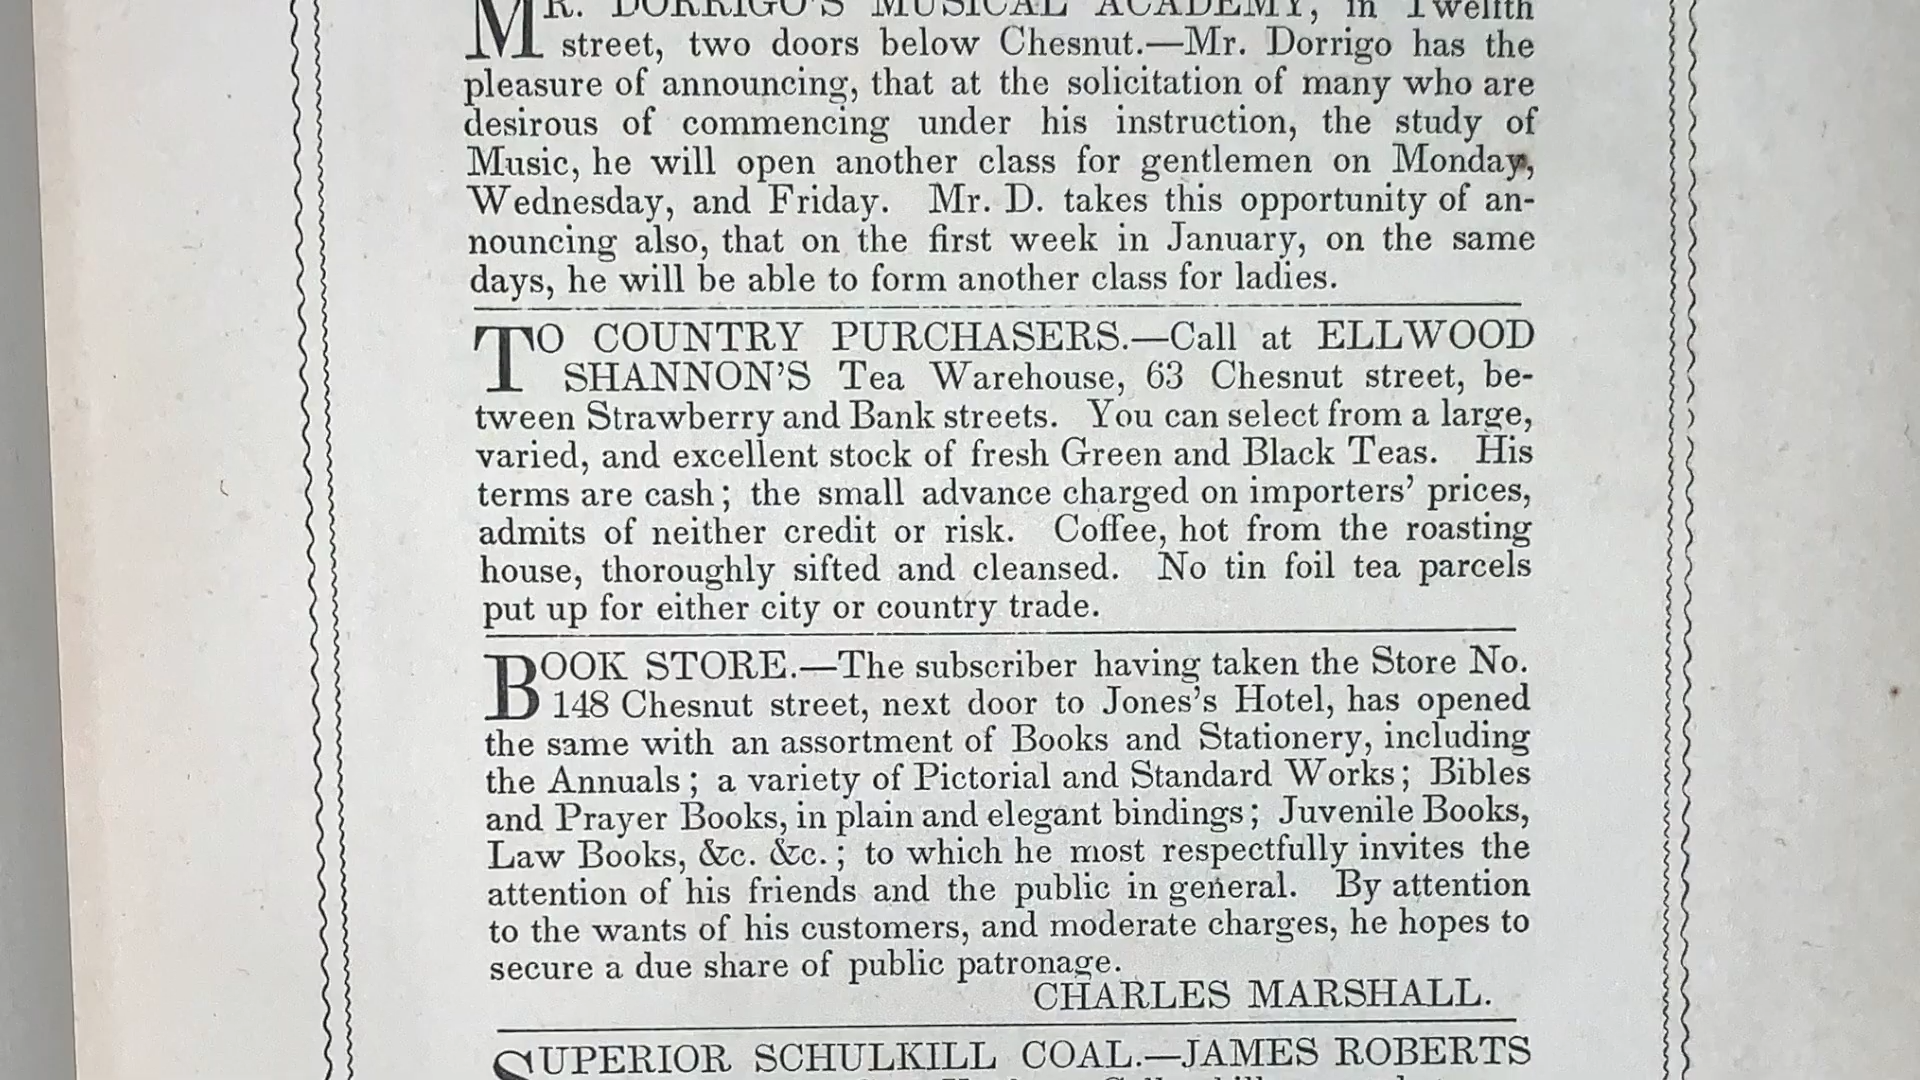 MR. DORRIGO'S MUSICAL ACADEMY, in Twelfth
street, two doors below Chesnut.—Mr. Dorrigo has the
pleasure of announcing, that at the solicitation of many who are
desirous of commencing under his instruction, the study of
Music, he will open another class for gentlemen on Monday,
Wednesday, and Friday. Mr. D. takes this opportunity of an-
nouncing also, that on the first week in January, on the same
days, he will be able to form another class for ladies.
TO COUNTRY PURCHASERS.—Call at ELLWOOD
SHANNON'S Tea Warehouse, 63 Chesnut street, be-
tween Strawberry and Bank streets. You can select from a large,
varied, and excellent stock of fresh Green and Black Teas. His
terms are cash; the small advance charged on importers' prices,
admits of neither credit or risk. Coffee, hot from the roasting
house, thoroughly sifted and cleansed. No tin foil tea parcels
put up for either city or country trade.
BOOK STORE.—The subscriber having taken the Store No.
148 Chesnut street, next door to Jones's Hotel, has opened
the same with an assortment of Books and Stationery, including
the Annuals; a variety of Pictorial and Standard Works; Bibles
and Prayer Books, in plain and elegant bindings; Juvenile Books,
Law Books, &c. &c.; to which he most respectfully invites the
attention of his friends and the public in general. By attention
to the wants of his customers, and moderate charges, he hopes to
secure a due share of public patronage.
CHARLES MARSHALL.
SUPERIOR SCHULKILL COAL.—JAMES ROBERTS